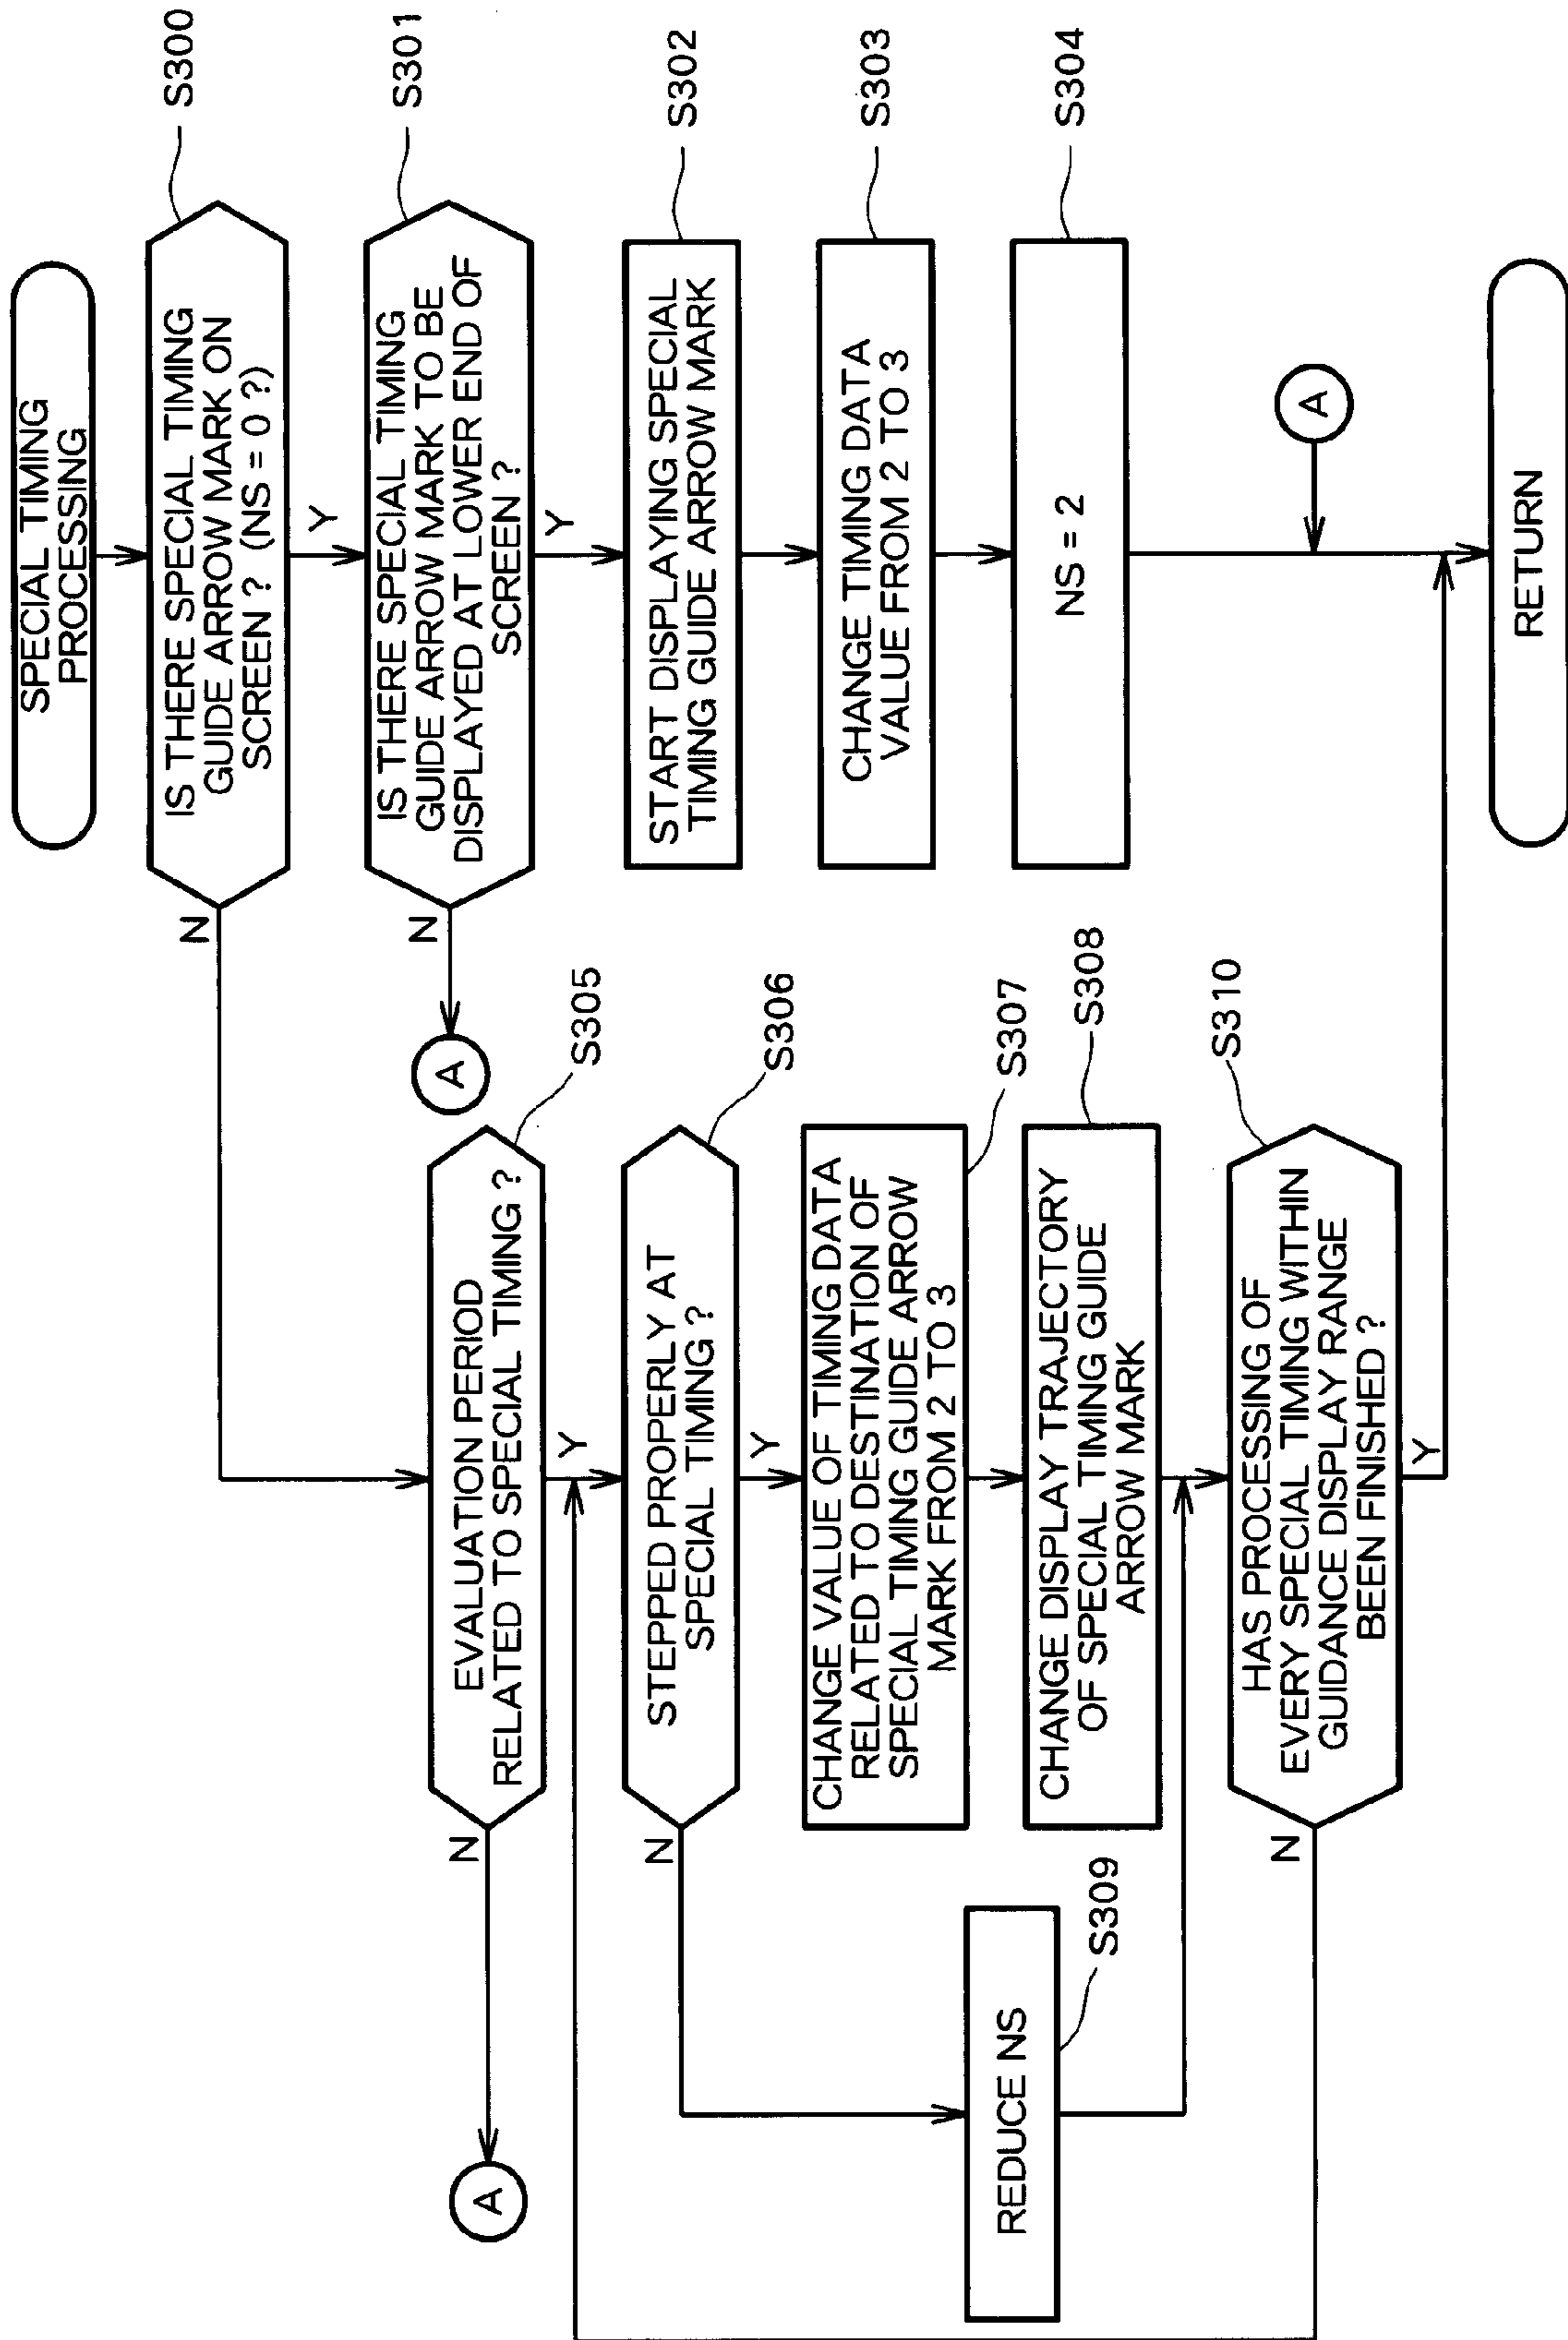 SPECIAL TIMING
PROCESSING
IS THERE SPECIAL TIMING
GUIDE ARROW MARK ON
SCREEN ? (NS = 0 ?)
S300
N
Y
IS THERE SPECIAL TIMING
GUIDE ARROW MARK TO BE
DISPLAYED AT LOWER END OF
SCREEN ?
S301
N
A
Y
START DISPLAYING SPECIAL
TIMING GUIDE ARROW MARK
S302
CHANGE TIMING DATA
VALUE FROM 2 TO 3
S303
NS = 2
S304
A
EVALUATION PERIOD
RELATED TO SPECIAL TIMING ?
S305
N
A
Y
STEPPED PROPERLY AT
SPECIAL TIMING ?
S306
N
Y
CHANGE VALUE OF TIMING DATA
RELATED TO DESTINATION OF
SPECIAL TIMING GUIDE ARROW
MARK FROM 2 TO 3
S307
CHANGE DISPLAY TRAJECTORY
OF SPECIAL TIMING GUIDE
ARROW MARK
S308
REDUCE NS
S309
HAS PROCESSING OF
EVERY SPECIAL TIMING WITHIN
GUIDANCE DISPLAY RANGE
BEEN FINISHED ?
S310
N
Y
RETURN